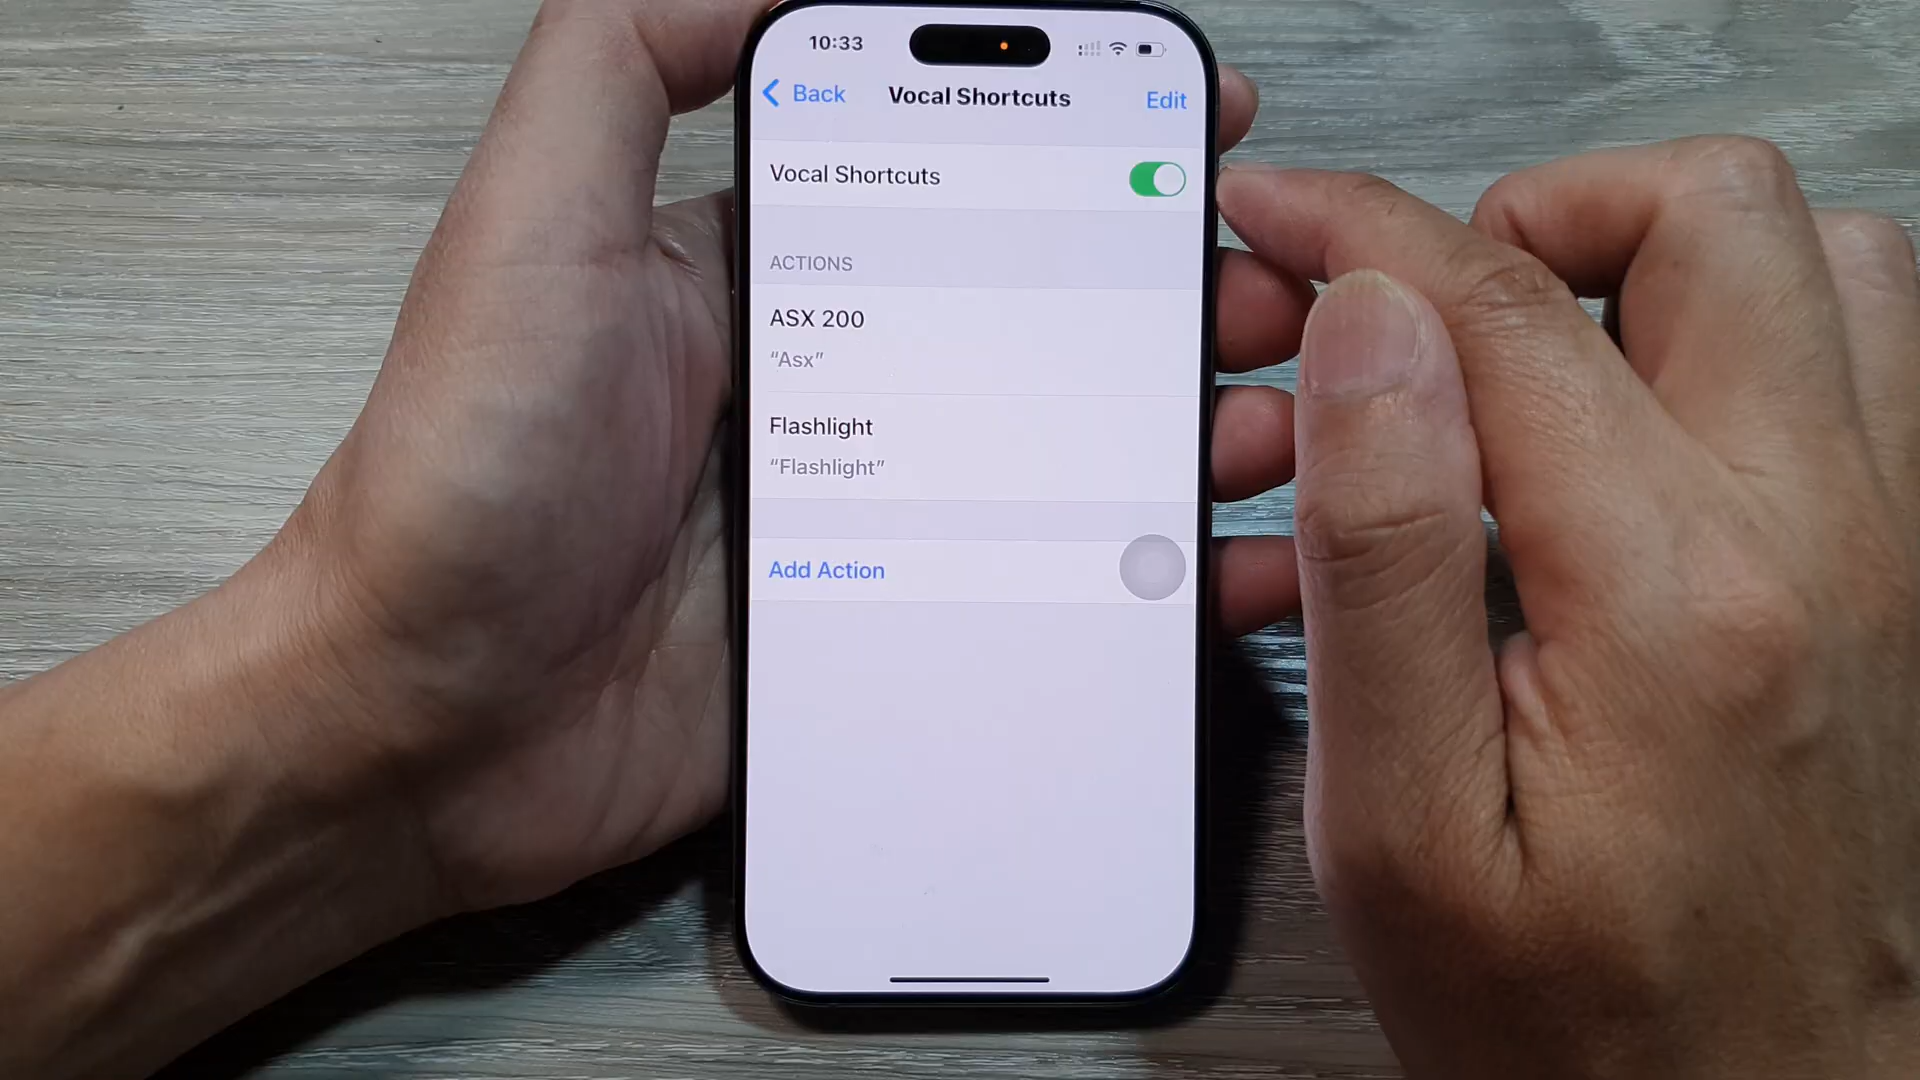 10:33
Back Vocal Shortcuts Edit
Vocal Shortcuts
ACTIONS
ASX 200
“Asx”
Flashlight
“Flashlight”
Add Action